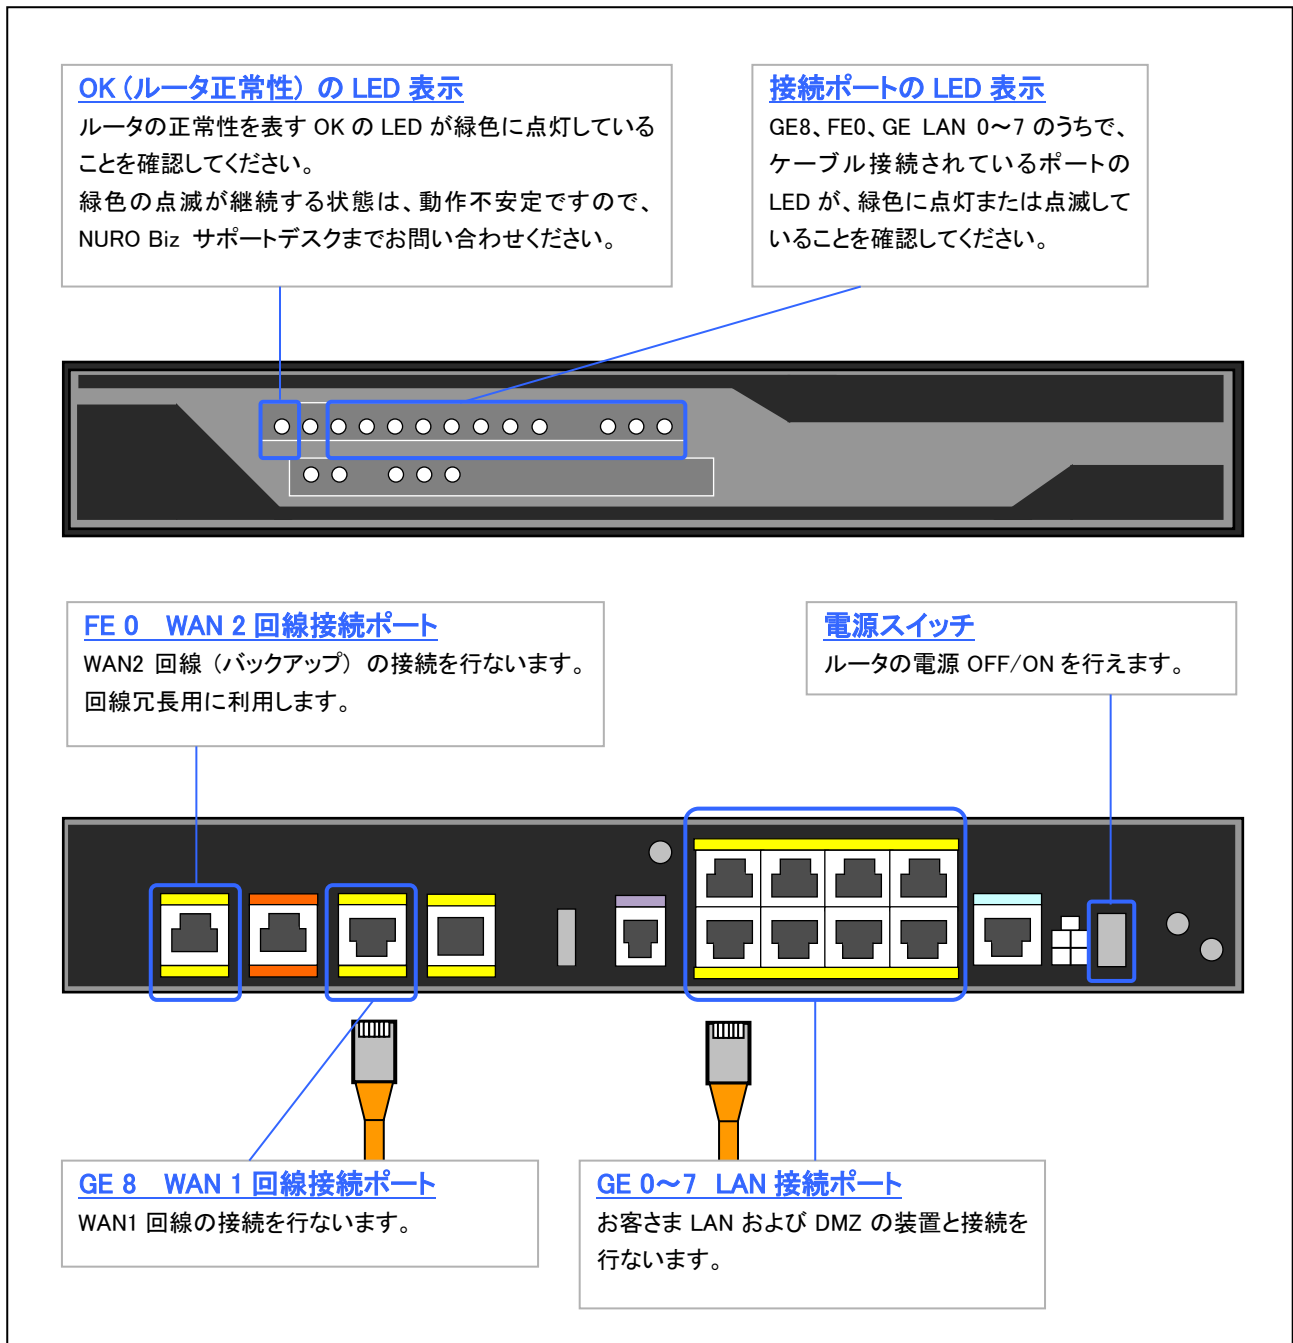 OK（ルータ正常性）の LED 表示
ルータの正常性を表す OK の LED が緑色に点灯している
ことを確認してください。
緑色の点滅が継続する状態は、動作不安定ですので、
NURO Biz サポートデスクまでお問い合わせください。
接続ポートの LED 表示
GE8、FE0、GE LAN 0～7 のうちで、
ケーブル接続されているポートの
LED が、緑色に点灯または点滅して
いることを確認してください。
FE 0　WAN 2 回線接続ポート
WAN2 回線（バックアップ）の接続を行ないます。
回線冗長用に利用します。
電源スイッチ
ルータの電源 OFF/ON を行えます。
GE 8　WAN 1 回線接続ポート
WAN1 回線の接続を行ないます。
GE 0～7 LAN 接続ポート
お客さま LAN および DMZ の装置と接続を
行ないます。